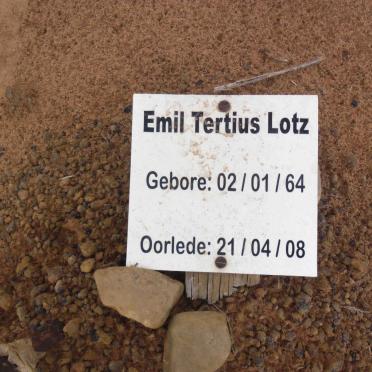 Emil Tertius Lotz
Gebore: 02 / 01 / 64
Oorlede: 21 / 04 / 08